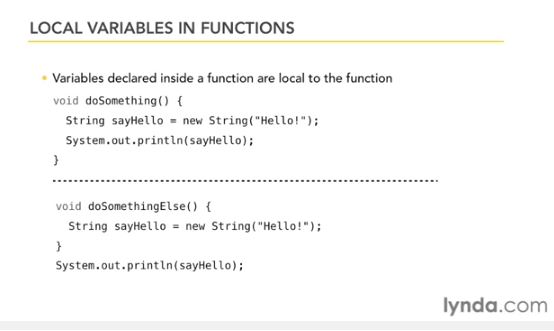 LOCAL VARIABLES IN FUNCTIONS
• Variables declared inside a function are local to the function
void doSomething() {
String sayHello = new String("Hello!");
System.out.println(sayHello);
}
void doSomethingElse() {
String sayHello = new String("Hello!");
}
System.out.println(sayHello);
lynda.com